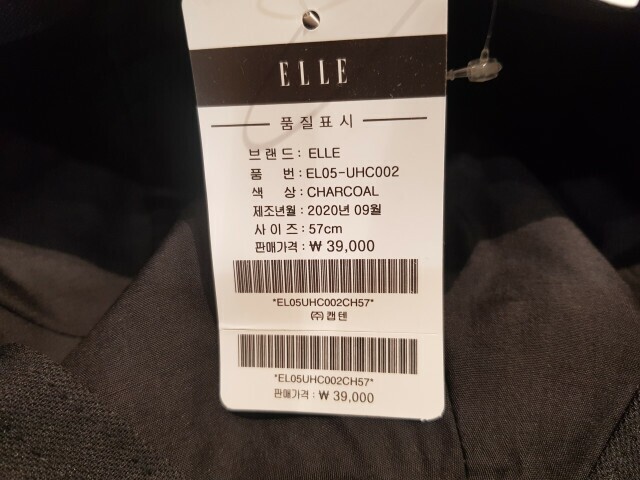 ELLE
품질표시
브랜드 : ELLE
품 번 : EL05-UHC002
색 상 : CHARCOAL
제조년월 : 2020년 09월
사이즈 : 57cm
판매가격 : ₩ 39,000
*EL05UHC002CH57*
㈜캔텐
*EL05UHC002CH57*
판매가격 : ₩ 39,000